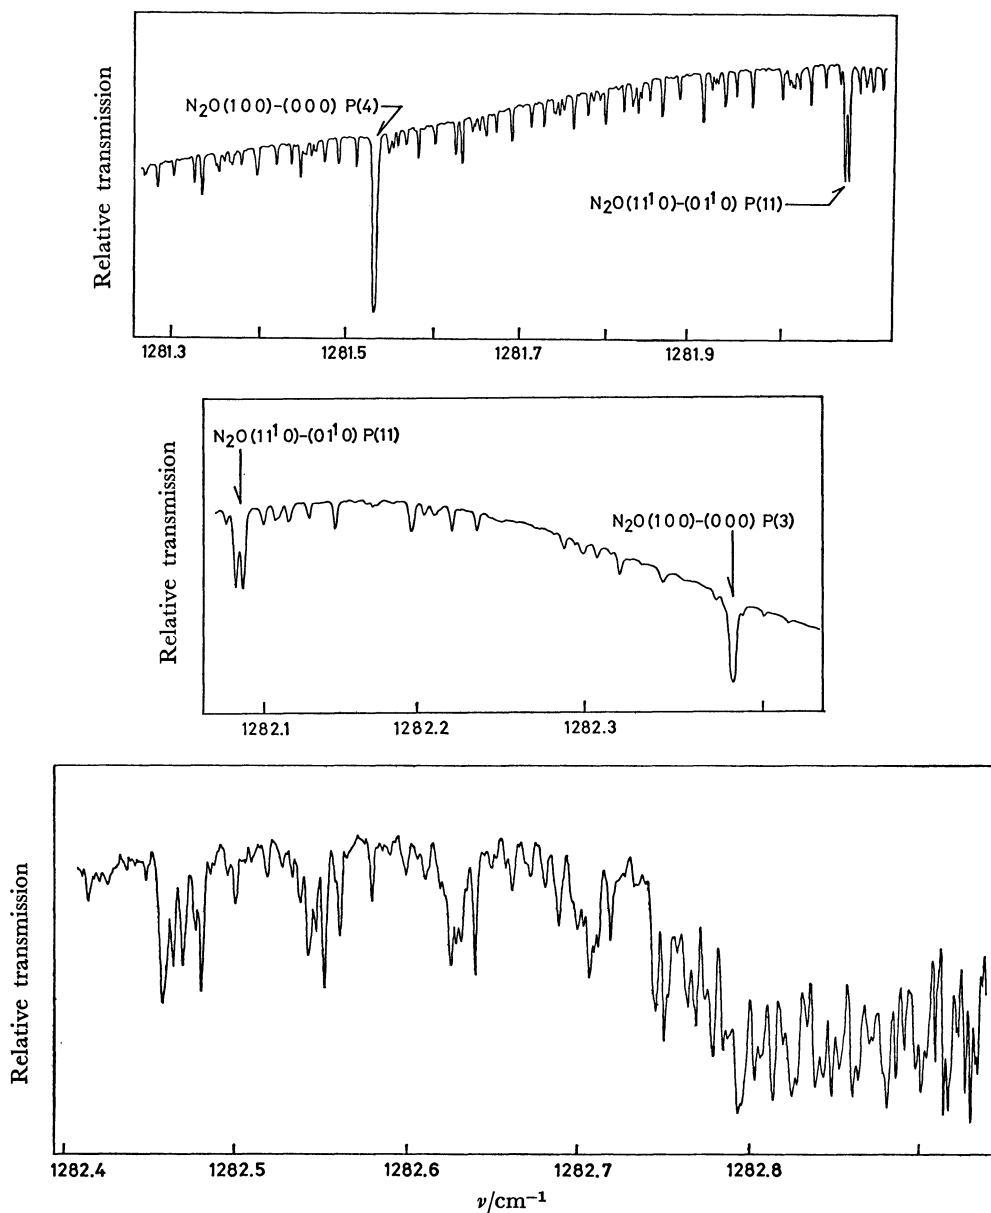 Relative transmission
N₂O(100)-(000) P(4)
N₂O(11¹0)-(01¹0) P(11)
1281.3 1281.5 1281.7 1281.9
Relative transmission
N₂O(11¹0)-(01¹0) P(11)
N₂O(100)-(000) P(3)
1282.1 1282.2 1282.3
Relative transmission
1282.4 1282.5 1282.6 1282.7 1282.8
ν/cm⁻¹